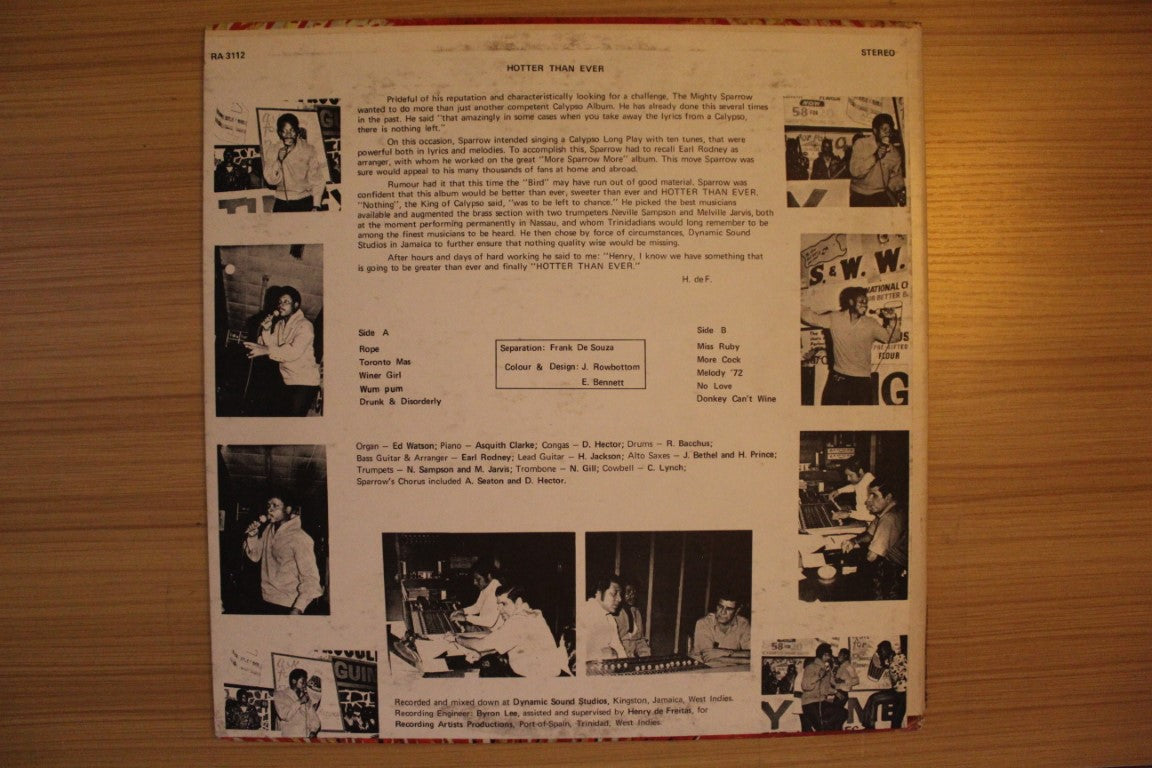 RA 3112
STEREO
HOTTER THAN EVER
Prideful of his reputation and characteristically looking for a challenge, The Mighty Sparrow
wanted to do more than just another competent Calypso Album. He has already done this several times
in the past. He said "that amazingly in some cases when you take away the lyrics from a Calypso,
there is nothing left."
On this occasion, Sparrow intended singing a Calypso Long Play with ten tunes, that were
powerful both in lyrics and melodies. To accomplish this, Sparrow had to recall Earl Rodney as
arranger, with whom he worked on the great "More Sparrow More" album. This move Sparrow was
sure would appeal to his many thousands of fans at home and abroad.
Rumour had it that this time the "Bird" may have run out of good material. Sparrow was
confident that this album would be better than ever, sweeter than ever and HOTTER THAN EVER.
"Nothing", the King of Calypso said, "was to be left to chance." He picked the best musicians
available and augmented the brass section with two trumpeters Neville Sampson and Melville Jarvis, both
at the moment performing permanently in Nassau, and whom Trinidadians would long remember to be
among the finest musicians to be heard. He then chose by force of circumstances, Dynamic Sound
Studios in Jamaica to further ensure that nothing quality wise would be missing.
After hours and days of hard working he said to me: "Henry, I know we have something that
is going to be greater than ever and finally "HOTTER THAN EVER."
H. de F.
Side A
Rope
Toronto Mas
Winer Girl
Wum pum
Drunk & Disorderly
Separation: Frank De Souza
Colour & Design: J. Rowbottom
E. Bennett
Side B
Miss Ruby
More Cock
Melody '72
No Love
Donkey Can't Wine
Organ – Ed Watson; Piano – Asquith Clarke; Congas – D. Hector; Drums – R. Bacchus;
Bass Guitar & Arranger – Earl Rodney; Lead Guitar – H. Jackson; Alto Saxes – J. Bethel and H. Prince;
Trumpets – N. Sampson and M. Jarvis; Trombone – N. Gill; Cowbell – C. Lynch;
Sparrow's Chorus included A. Seaton and D. Hector.
Recorded and mixed down at Dynamic Sound Studios, Kingston, Jamaica, West Indies.
Recording Engineer: Byron Lee, assisted and supervised by Henry de Freitas, for
Recording Artists Productions, Port-of-Spain, Trinidad, West Indies.
NOW
58
S. & W. W.
FLOUR
NG
GUIN
58
Y
NE